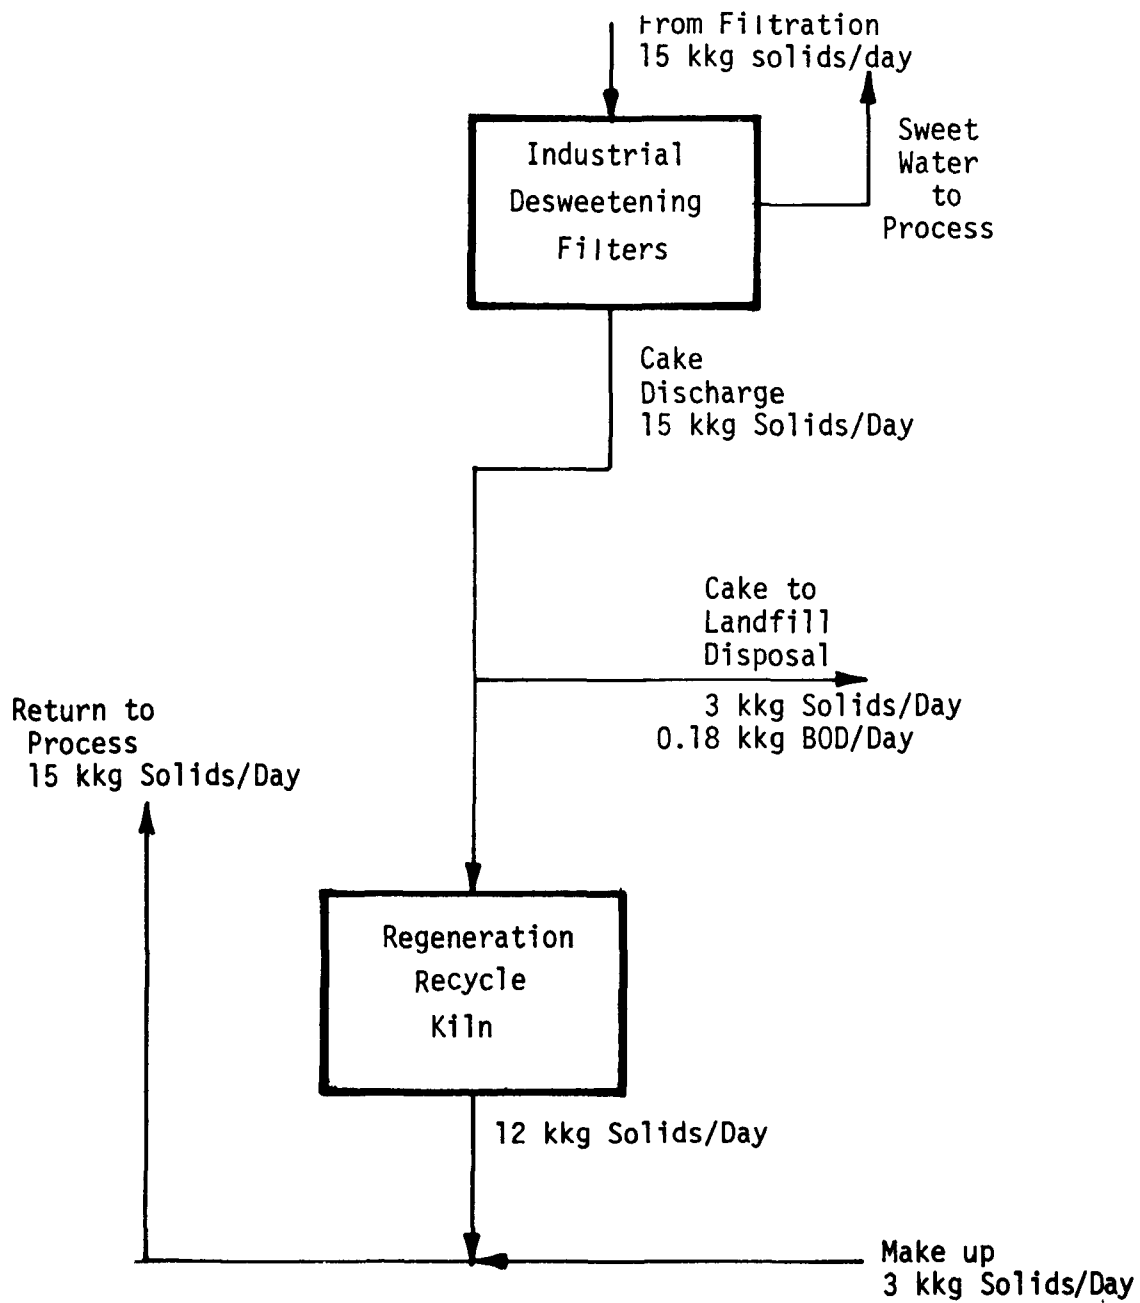 From Filtration
15 kkg solids/day
Sweet
Water
to
Process
Industrial
Desweetening
Filters
Cake
Discharge
15 kkg Solids/Day
Cake to
Landfill
Disposal
3 kkg Solids/Day
0.18 kkg BOD/Day
Return to
Process
15 kkg Solids/Day
Regeneration
Recycle
Kiln
12 kkg Solids/Day
Make up
3 kkg Solids/Day